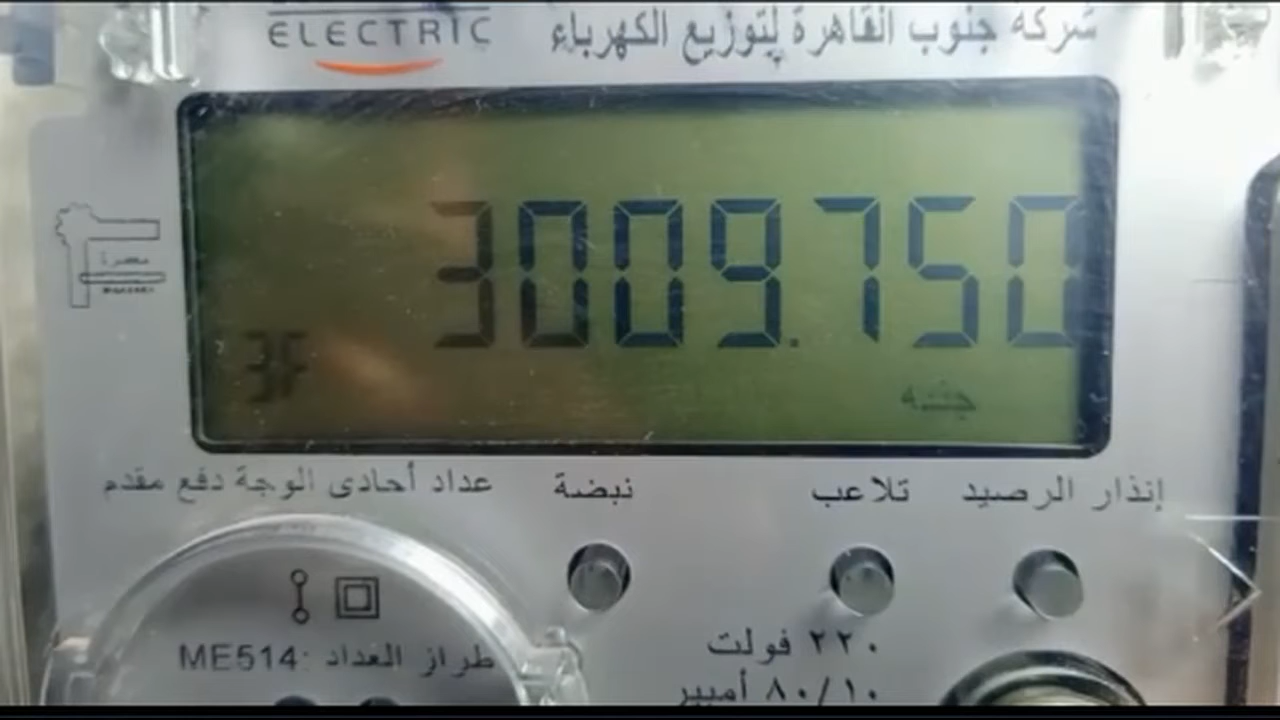 ELECTRIC
شركة جنوب القاهرة لتوزيع الكهرباء
3009.750
3F
جنيه
إنذار الرصيد
تلاعب
نبضة
عداد أحادى الوجة دفع مقدم
طراز العداد: ME514
٢٢٠ فولت
٨٠/١٠ أمبير